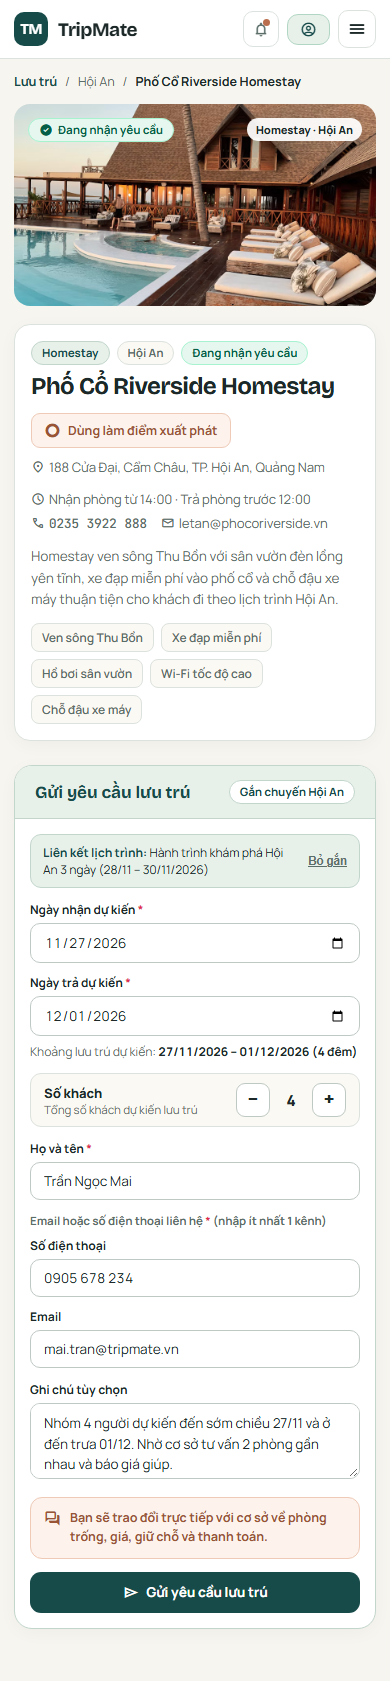 TM TripMate
Lưu trú / Hội An / Phố Cổ Riverside Homestay
Đang nhận yêu cầu
Homestay · Hội An
Homestay Hội An Đang nhận yêu cầu
Phố Cổ Riverside Homestay
Dùng làm điểm xuất phát
188 Cửa Đại, Cẩm Châu, TP. Hội An, Quảng Nam
Nhận phòng từ 14:00 · Trả phòng trước 12:00
0235 3922 888 letan@phocoriverside.vn
Homestay ven sông Thu Bồn với sân vườn đèn lồng
yên tĩnh, xe đạp miễn phí vào phố cổ và chỗ đậu xe
máy thuận tiện cho khách đi theo lịch trình Hội An.
Ven sông Thu Bồn Xe đạp miễn phí
Hồ bơi sân vườn Wi-Fi tốc độ cao
Chỗ đậu xe máy
Gửi yêu cầu lưu trú Gắn chuyến Hội An
Liên kết lịch trình: Hành trình khám phá Hội
An 3 ngày (28/11 – 30/11/2026)
Bỏ gắn
Ngày nhận dự kiến *
11/27/2026
Ngày trả dự kiến *
12/01/2026
Khoảng lưu trú dự kiến: 27/11/2026 – 01/12/2026 (4 đêm)
Số khách
Tổng số khách dự kiến lưu trú
− 4 +
Họ và tên *
Trần Ngọc Mai
Email hoặc số điện thoại liên hệ * (nhập ít nhất 1 kênh)
Số điện thoại
0905 678 234
Email
mai.tran@tripmate.vn
Ghi chú tùy chọn
Nhóm 4 người dự kiến đến sớm chiều 27/11 và ở
đến trưa 01/12. Nhờ cơ sở tư vấn 2 phòng gần
nhau và báo giá giúp.
Bạn sẽ trao đổi trực tiếp với cơ sở về phòng
trống, giá, giữ chỗ và thanh toán.
Gửi yêu cầu lưu trú